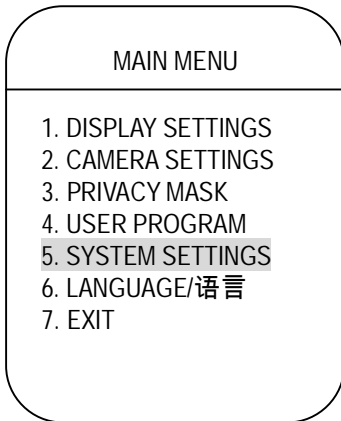 MAIN MENU
1. DISPLAY SETTINGS
2. CAMERA SETTINGS
3. PRIVACY MASK
4. USER PROGRAM
5. SYSTEM SETTINGS
6. LANGUAGE/语言
7. EXIT